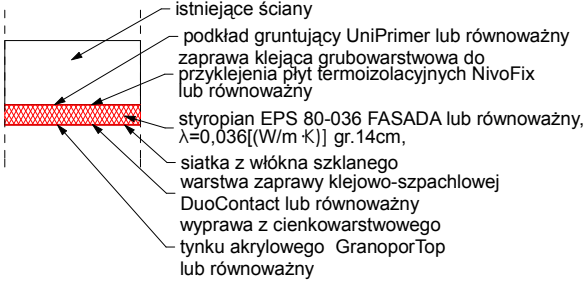 istniejące ściany
podkład gruntujący UniPrimer lub równoważny
zaprawa klejąca grubowarstwowa do
przyklejenia płyt termoizolacyjnych NivoFix
lub równoważny
styropian EPS 80-036 FASADA lub równoważny,
λ=0,036[(W/m·K)] gr.14cm,
siatka z włókna szklanego
warstwa zaprawy klejowo-szpachlowej
DuoContact lub równoważny
wyprawa z cienkowarstwowego
tynku akrylowego GranoporTop
lub równoważny